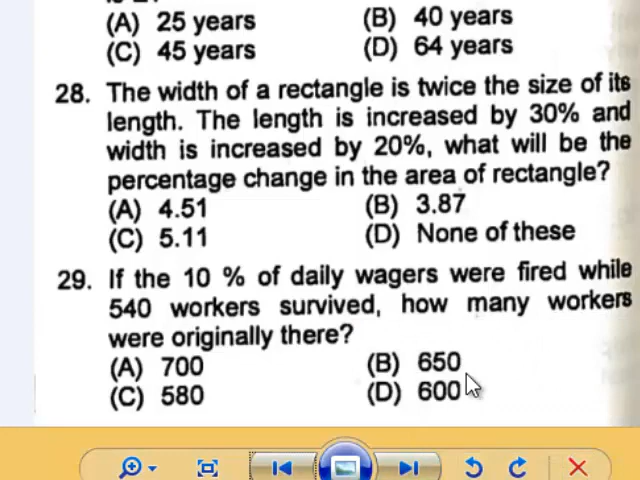 (A) 25 years (B) 40 years
(C) 45 years (D) 64 years
28. The width of a rectangle is twice the size of its
length. The length is increased by 30% and
width is increased by 20%, what will be the
percentage change in the area of rectangle?
(A) 4.51 (B) 3.87
(C) 5.11 (D) None of these
29. If the 10 % of daily wagers were fired while
540 workers survived, how many workers
were originally there?
(A) 700 (B) 650
(C) 580 (D) 600